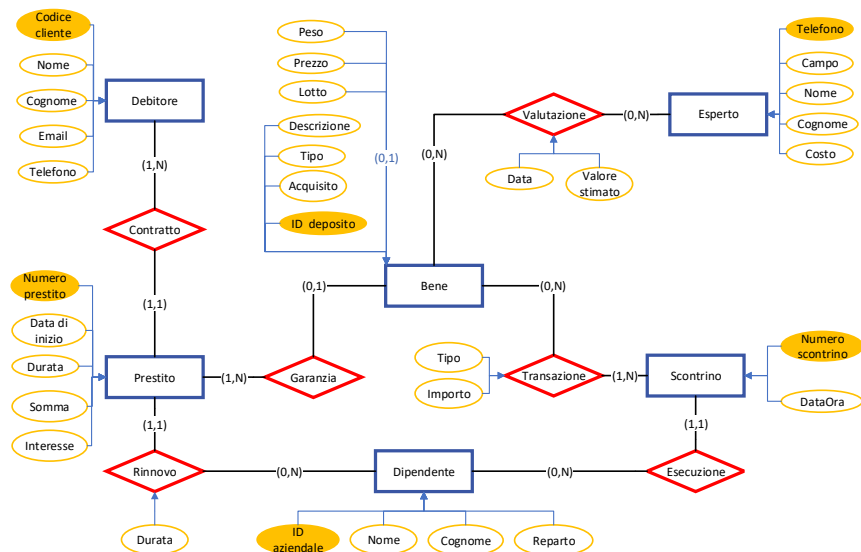 Codice
cliente
Nome
Cognome
Email
Telefono
Debitore
(1,N)
Contratto
(1,1)
Peso
Prezzo
Lotto
(0,1)
Descrizione
Tipo
Acquisito
ID deposito
Bene
(0,N)
Valutazione
(0,N)
Data
Valore
stimato
Esperto
Telefono
Campo
Nome
Cognome
Costo
Numero
prestito
Data di
inizio
Durata
Somma
Interesse
Prestito
(1,N)
Garanzia
(0,1)
(0,N)
Tipo
Importo
Transazione
(1,N)
Scontrino
Numero
scontrino
DataOra
(1,1)
Rinnovo
Durata
(0,N)
Dipendente
ID
aziendale
Nome
Cognome
Reparto
(0,N)
Esecuzione
(1,1)